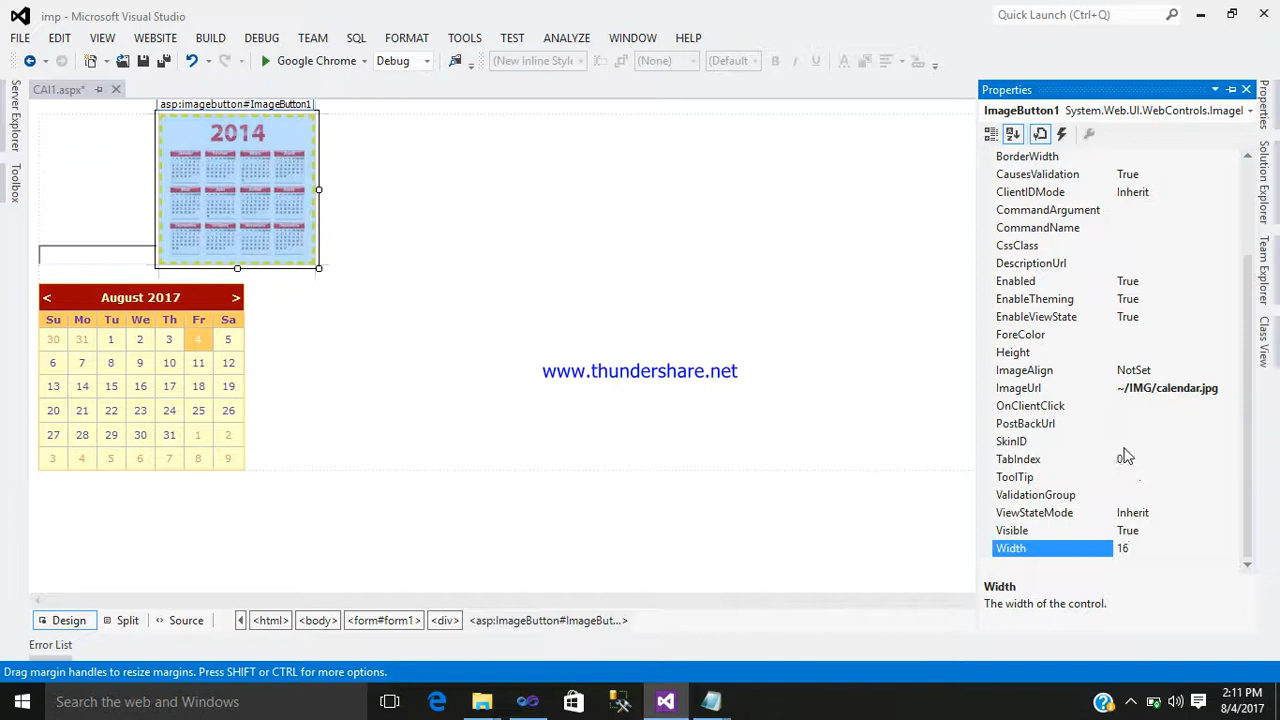 imp - Microsoft Visual Studio
Quick Launch (Ctrl+Q)
FILE EDIT VIEW WEBSITE BUILD DEBUG TEAM SQL FORMAT TOOLS TEST ANALYZE WINDOW HELP
Google Chrome Debug (New Inline Style (None) (Default B I U A
CAl1.aspx*
Server Explorer
Toolbox
asp:imagebutton#ImageButton1
2014
< August 2017 >
Su Mo Tu We Th Fr Sa
30 31 1 2 3 4 5
6 7 8 9 10 11 12
13 14 15 16 17 18 19
20 21 22 23 24 25 26
27 28 29 30 31 1 2
3 4 5 6 7 8 9
www.thundershare.net
Properties
ImageButton1 System.Web.UI.WebControls.ImageI
BorderWidth
CausesValidation True
ClientIDMode Inherit
CommandArgument
CommandName
CssClass
DescriptionUrl
Enabled True
EnableTheming True
EnableViewState True
ForeColor
Height
ImageAlign NotSet
ImageUrl ~/IMG/calendar.jpg
OnClientClick
PostBackUrl
SkinID
TabIndex 0
ToolTip
ValidationGroup
ViewStateMode Inherit
Visible True
Width 16
Width
The width of the control.
Properties
Solution Explorer
Team Explorer
Class View
Design Split Source <html> <body> <form#form1> <div> <asp:ImageButton#ImageBut...>
Error List
Drag margin handles to resize margins. Press SHIFT or CTRL for more options.
Search the web and Windows
2:11 PM
8/4/2017